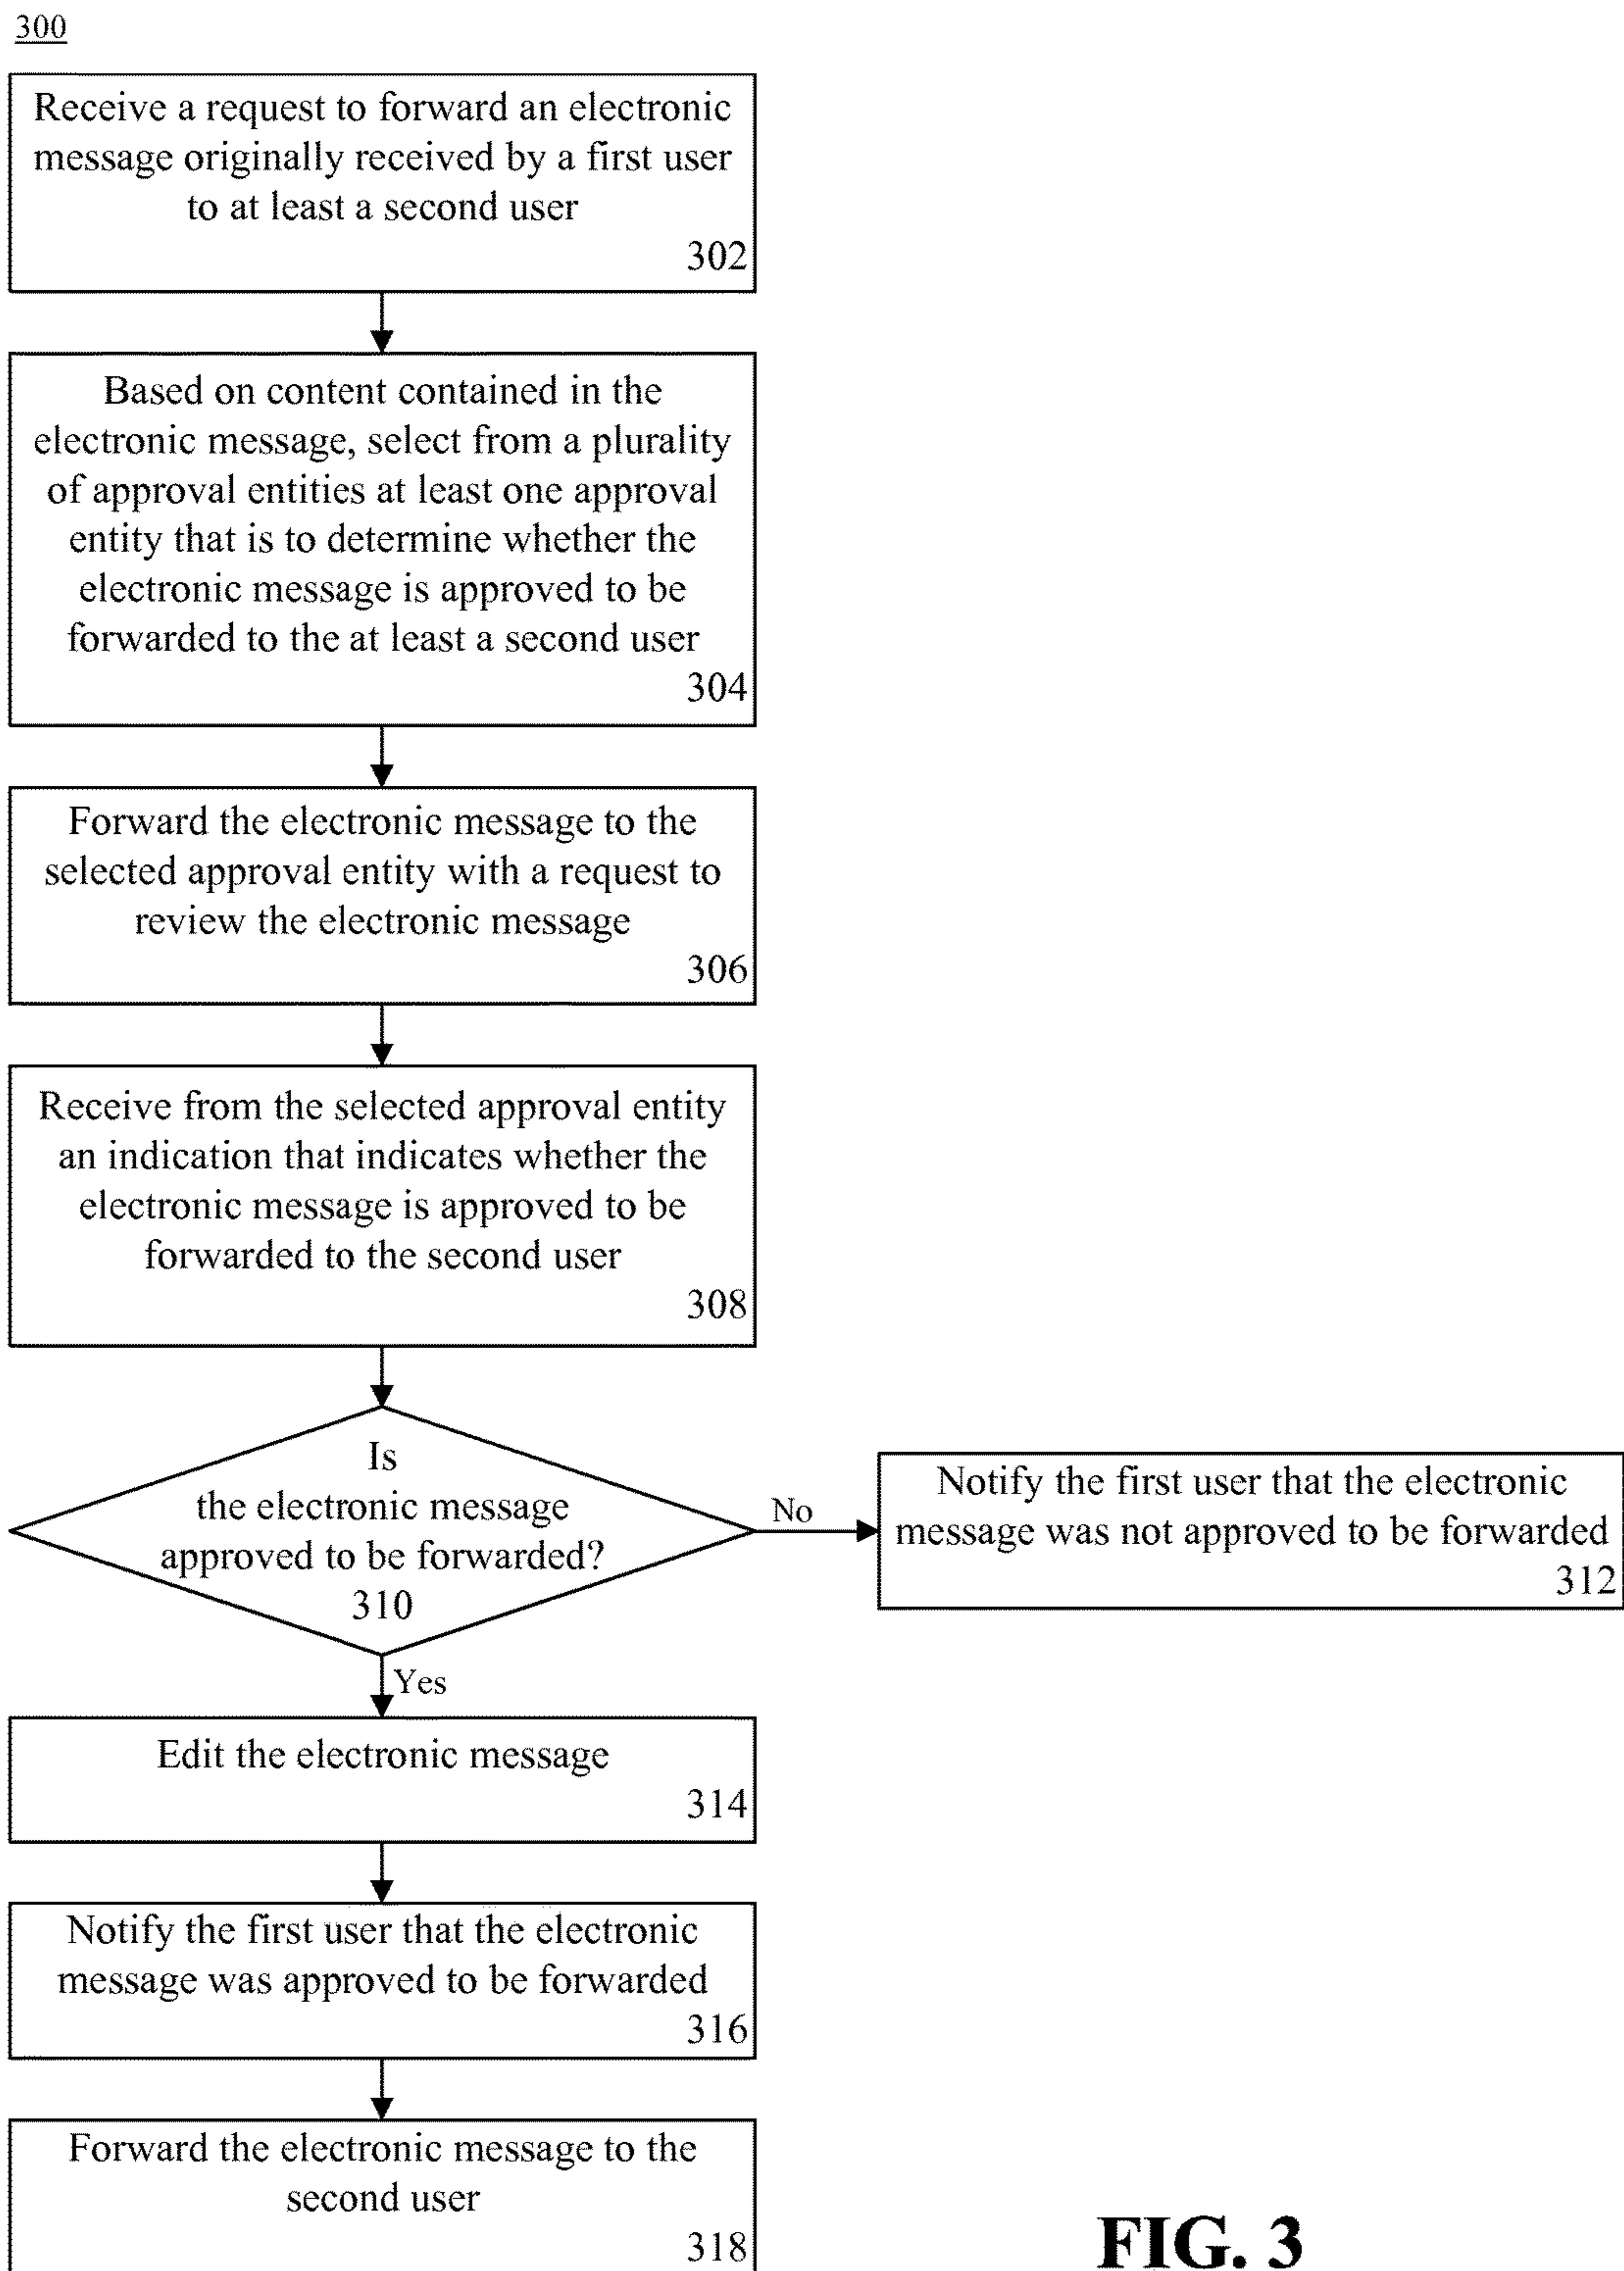 300
Receive a request to forward an electronic
message originally received by a first user
to at least a second user
302
Based on content contained in the
electronic message, select from a plurality
of approval entities at least one approval
entity that is to determine whether the
electronic message is approved to be
forwarded to the at least a second user
304
Forward the electronic message to the
selected approval entity with a request to
review the electronic message
306
Receive from the selected approval entity
an indication that indicates whether the
electronic message is approved to be
forwarded to the second user
308
Is
the electronic message
approved to be forwarded?
310
No
Notify the first user that the electronic
message was not approved to be forwarded
312
Yes
Edit the electronic message
314
Notify the first user that the electronic
message was approved to be forwarded
316
Forward the electronic message to the
second user
318
FIG. 3